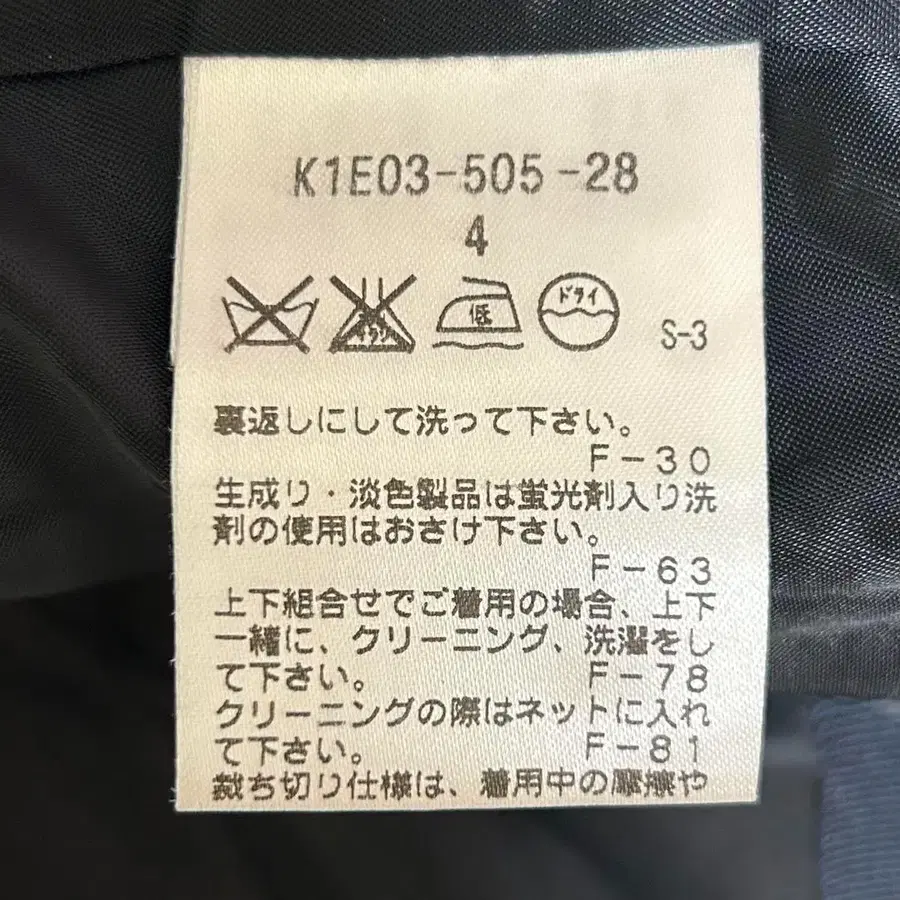 K1E03-505-28
4
エンソ
サラシ
低
ドライ
S-3
裏返しにして洗って下さい。
F-30
生成り・淡色製品は蛍光剤入り洗
剤の使用はおさけ下さい。
F-63
上下組合せでご着用の場合、上下
一緒に、クリーニング、洗濯をし
て下さい。 F-78
クリーニングの際はネットに入れ
て下さい。 F-81
裁ち切り仕様は、着用中の摩擦や